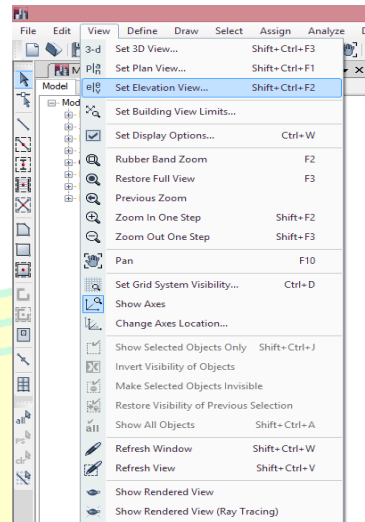 File Edit View Define Draw Select Assign Analyze
3-d Set 3D View... Shift+Ctrl+F3
Set Plan View... Shift+Ctrl+F1
Set Elevation View... Shift+Ctrl+F2
Model
Set Building View Limits...
Set Display Options... Ctrl+W
Rubber Band Zoom F2
Restore Full View F3
Previous Zoom
Zoom In One Step Shift+F2
Zoom Out One Step Shift+F3
Pan F10
Set Grid System Visibility... Ctrl+D
Show Axes
Change Axes Location...
Show Selected Objects Only Shift+Ctrl+J
Invert Visibility of Objects
Make Selected Objects Invisible
Restore Visibility of Previous Selection
all Show All Objects Shift+Ctrl+A
all
Refresh Window Shift+Ctrl+W
ps
Refresh View Shift+Ctrl+V
clr
Show Rendered View
Show Rendered View (Ray Tracing)